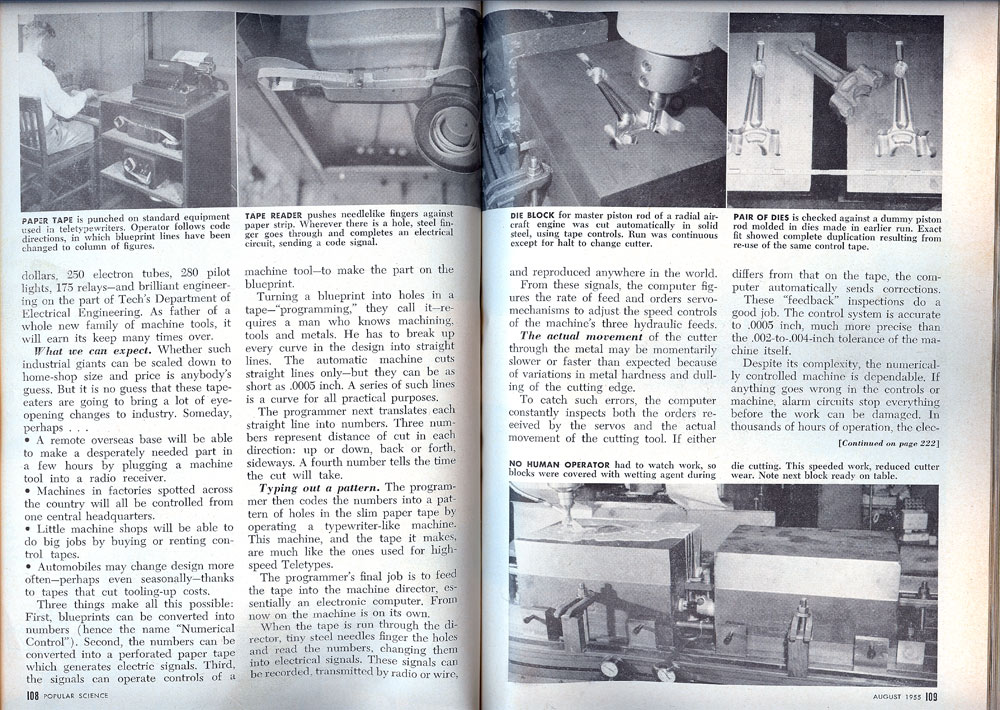 PAPER TAPE is punched on standard equipment
used in teletypewriters. Operator follows code
directions, in which blueprint lines have been
changed to column of figures.
TAPE READER pushes needlelike fingers against
paper strip. Wherever there is a hole, steel fin-
ger goes through and completes an electrical
circuit, sending a code signal.
dollars, 250 electron tubes, 280 pilot
lights, 175 relays—and brilliant engineer-
ing on the part of Tech's Department of
Electrical Engineering. As father of a
whole new family of machine tools, it
will earn its keep many times over.
What we can expect. Whether such
industrial giants can be scaled down to
home-shop size and price is anybody's
guess. But it is no guess that these tape-
eaters are going to bring a lot of eye-
opening changes to industry. Someday,
perhaps . . .
• A remote overseas base will be able
to make a desperately needed part in
a few hours by plugging a machine
tool into a radio receiver.
• Machines in factories spotted across
the country will all be controlled from
one central headquarters.
• Little machine shops will be able to
do big jobs by buying or renting con-
trol tapes.
• Automobiles may change design more
often—perhaps even seasonally—thanks
to tapes that cut tooling-up costs.
Three things make all this possible:
First, blueprints can be converted into
numbers (hence the name "Numerical
Control"). Second, the numbers can be
converted into a perforated paper tape
which generates electric signals. Third,
the signals can operate controls of a
machine tool—to make the part on the
blueprint.
Turning a blueprint into holes in a
tape—"programming," they call it—re-
quires a man who knows machining,
tools and metals. He has to break up
every curve in the design into straight
lines. The automatic machine cuts
straight lines only—but they can be as
short as .0005 inch. A series of such lines
is a curve for all practical purposes.
The programmer next translates each
straight line into numbers. Three num-
bers represent distance of cut in each
direction: up or down, back or forth,
sideways. A fourth number tells the time
the cut will take.
Typing out a pattern. The program-
mer then codes the numbers into a pat-
tern of holes in the slim paper tape by
operating a typewriter-like machine.
This machine, and the tape it makes,
are much like the ones used for high-
speed Teletypes.
The programmer's final job is to feed
the tape into the machine director, es-
sentially an electronic computer. From
now on the machine is on its own.
When the tape is run through the di-
rector, tiny steel needles finger the holes
and read the numbers, changing them
into electrical signals. These signals can
be recorded, transmitted by radio or wire,
108 POPULAR SCIENCE
DIE BLOCK for master piston rod of a radial air-
craft engine was cut automatically in solid
steel, using tape controls. Run was continuous
except for halt to change cutter.
PAIR OF DIES is checked against a dummy piston
rod molded in dies made in earlier run. Exact
fit showed complete duplication resulting from
re-use of the same control tape.
and reproduced anywhere in the world.
From these signals, the computer fig-
ures the rate of feed and orders servo-
mechanisms to adjust the speed controls
of the machine's three hydraulic feeds.
The actual movement of the cutter
through the metal may be momentarily
slower or faster than expected because
of variations in metal hardness and dull-
ing of the cutting edge.
To catch such errors, the computer
constantly inspects both the orders re-
ceived by the servos and the actual
movement of the cutting tool. If either
differs from that on the tape, the com-
puter automatically sends corrections.
These "feedback" inspections do a
good job. The control system is accurate
to .0005 inch, much more precise than
the .002-to-.004-inch tolerance of the ma-
chine itself.
Despite its complexity, the numerical-
ly controlled machine is dependable. If
anything goes wrong in the controls or
machine, alarm circuits stop everything
before the work can be damaged. In
thousands of hours of operation, the elec-
[Continued on page 222]
NO HUMAN OPERATOR had to watch work, so
blocks were covered with wetting agent during
die cutting. This speeded work, reduced cutter
wear. Note next block ready on table.
AUGUST 1955 109